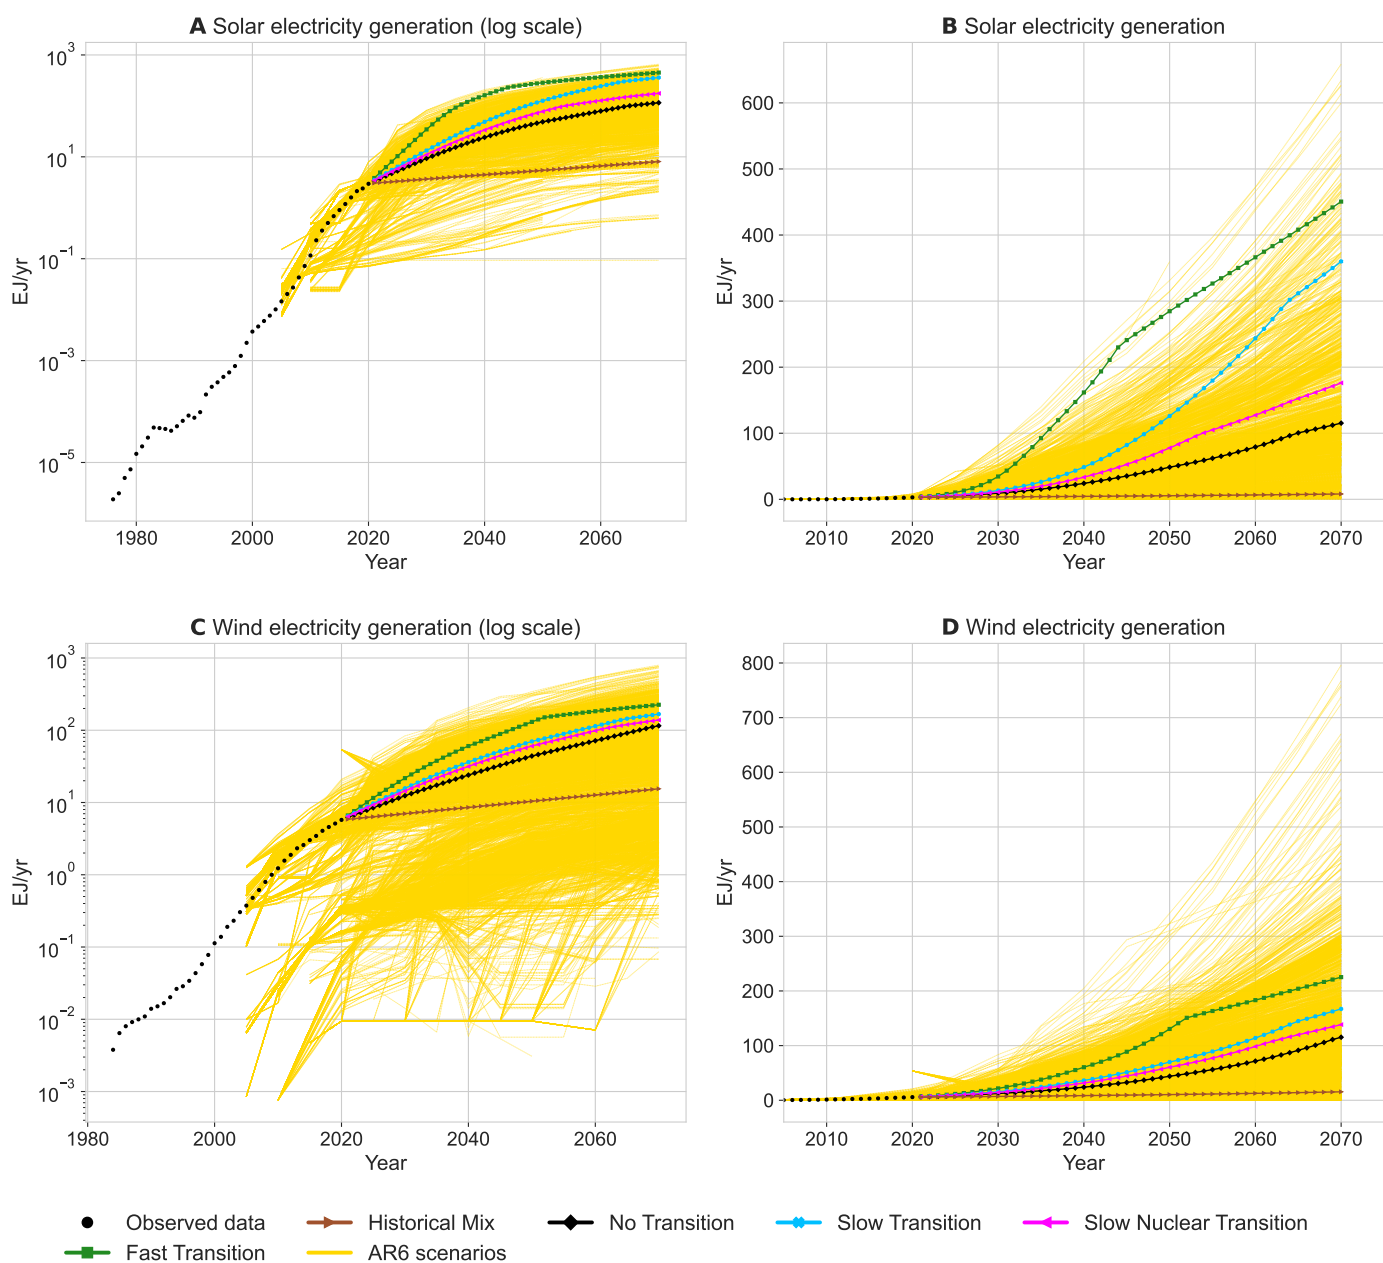 A Solar electricity generation (log scale)
10^3
10^1
10^−1
10^−3
10^−5
EJ/yr
1980 2000 2020 2040 2060
Year
B Solar electricity generation
600
500
400
300
200
100
0
EJ/yr
2010 2020 2030 2040 2050 2060 2070
Year
C Wind electricity generation (log scale)
10^3
10^2
10^1
10^0
10^−1
10^−2
10^−3
EJ/yr
1980 2000 2020 2040 2060
Year
D Wind electricity generation
800
700
600
500
400
300
200
100
0
EJ/yr
2010 2020 2030 2040 2050 2060 2070
Year
Observed data Historical Mix No Transition Slow Transition Slow Nuclear Transition
Fast Transition AR6 scenarios